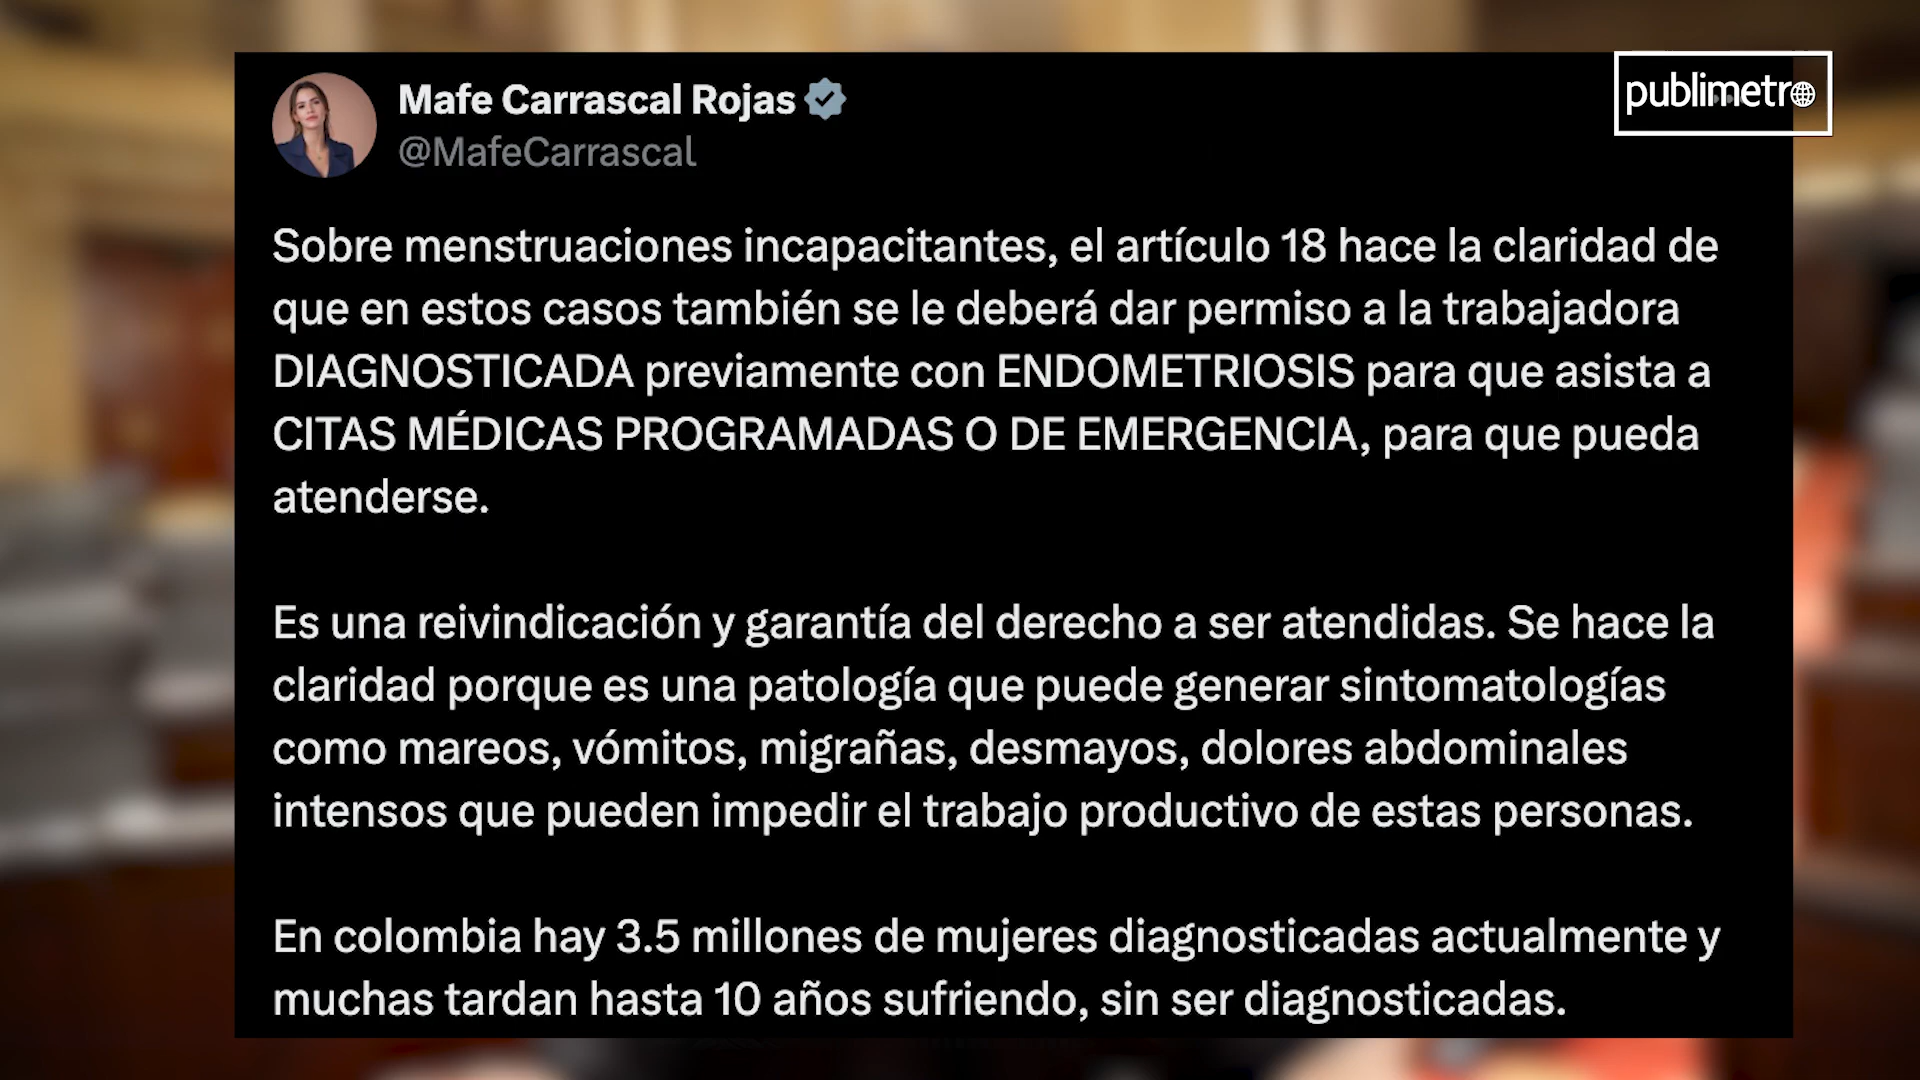 Mafe Carrascal Rojas
@MafeCarrascal
publimetro
Sobre menstruaciones incapacitantes, el artículo 18 hace la claridad de
que en estos casos también se le deberá dar permiso a la trabajadora
DIAGNOSTICADA previamente con ENDOMETRIOSIS para que asista a
CITAS MÉDICAS PROGRAMADAS O DE EMERGENCIA, para que pueda
atenderse.
Es una reivindicación y garantía del derecho a ser atendidas. Se hace la
claridad porque es una patología que puede generar sintomatologías
como mareos, vómitos, migrañas, desmayos, dolores abdominales
intensos que pueden impedir el trabajo productivo de estas personas.
En colombia hay 3.5 millones de mujeres diagnosticadas actualmente y
muchas tardan hasta 10 años sufriendo, sin ser diagnosticadas.